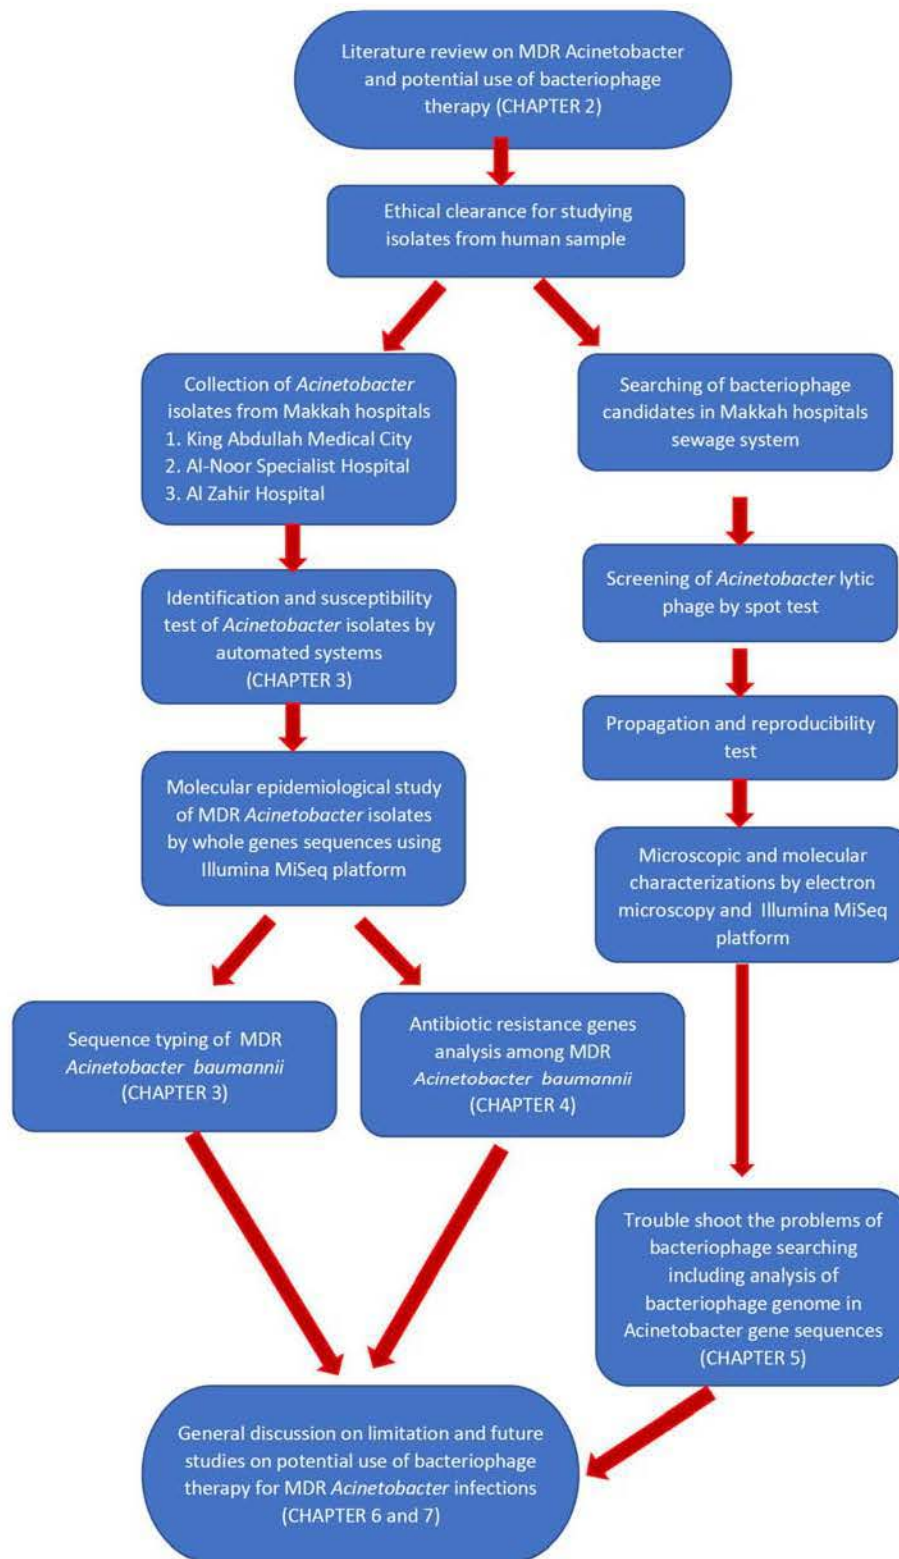 Literature review on MDR Acinetobacter
and potential use of bacteriophage
therapy (CHAPTER 2)
Ethical clearance for studying
isolates from human sample
Collection of Acinetobacter
isolates from Makkah hospitals
1. King Abdullah Medical City
2. Al-Noor Specialist Hospital
3. Al Zahir Hospital
Searching of bacteriophage
candidates in Makkah hospitals
sewage system
Identification and susceptibility
test of Acinetobacter isolates by
automated systems
(CHAPTER 3)
Screening of Acinetobacter lytic
phage by spot test
Propagation and reproducibility
test
Molecular epidemiological study
of MDR Acinetobacter isolates
by whole genes sequences using
Illumina MiSeq platform
Microscopic and molecular
characterizations by electron
microscopy and Illumina MiSeq
platform
Sequence typing of MDR
Acinetobacter baumannii
(CHAPTER 3)
Antibiotic resistance genes
analysis among MDR
Acinetobacter baumannii
(CHAPTER 4)
Trouble shoot the problems of
bacteriophage searching
including analysis of
bacteriophage genome in
Acinetobacter gene sequences
(CHAPTER 5)
General discussion on limitation and future
studies on potential use of bacteriophage
therapy for MDR Acinetobacter infections
(CHAPTER 6 and 7)